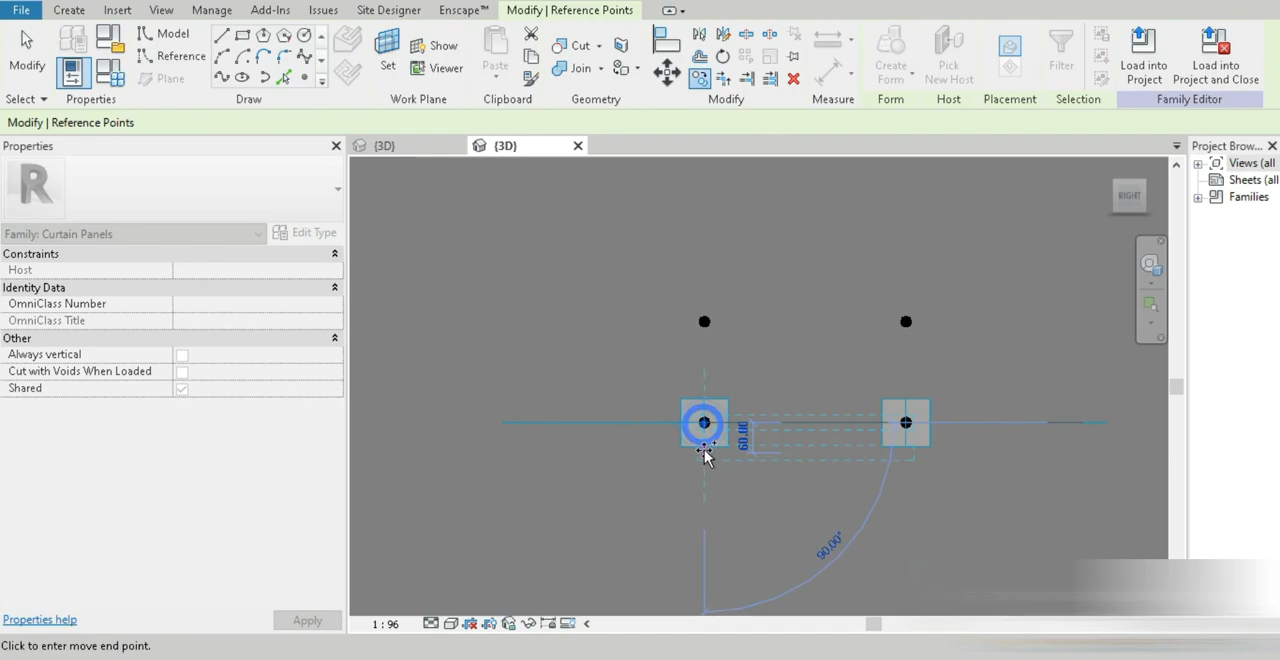 File Create Insert View Manage Add-Ins Issues Site Designer Enscape™ Modify | Reference Points
Modify
Select
Properties
Model
Reference
Plane
Draw
Set
Show
Viewer
Work Plane
Paste
Clipboard
Cut
Join
Geometry
Modify
Measure
Create Form
Form
Pick New Host
Host
Placement
Filter
Selection
Load into Project
Load into Project and Close
Family Editor
Modify | Reference Points
Properties
R
Family: Curtain Panels
Edit Type
Constraints
Host
Identity Data
OmniClass Number
OmniClass Title
Other
Always vertical
Cut with Voids When Loaded
Shared
Properties help
Apply
{3D}
{3D}
RIGHT
60.00
90.00°
1 : 96
Project Brow...
Views (all
Sheets (all
Families
Click to enter move end point.